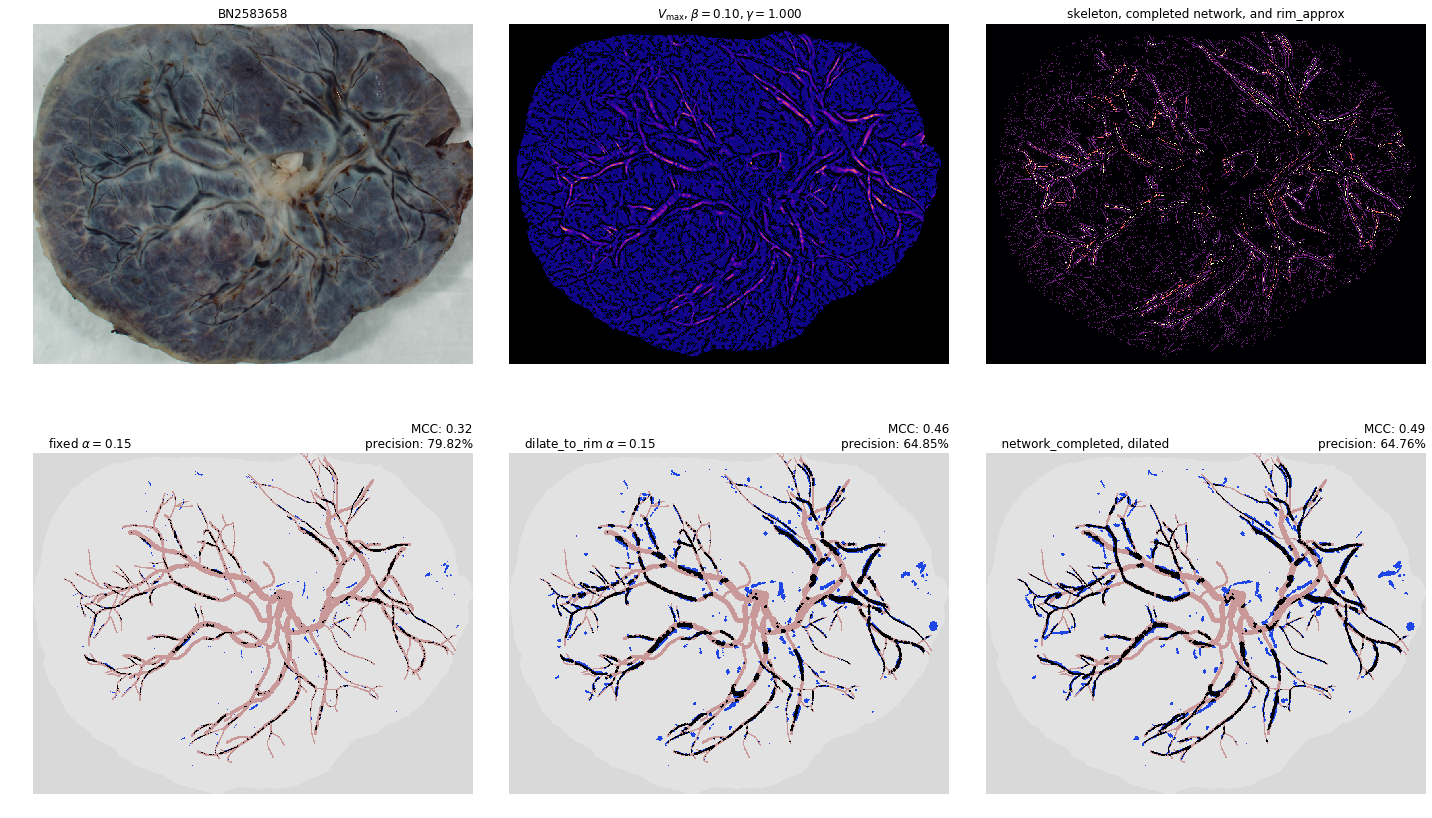 BN2583658
V_max, β = 0.10, γ = 1.000
skeleton, completed network, and rim_approx
MCC: 0.32
fixed α = 0.15 precision: 79.82%
MCC: 0.46
dilate_to_rim α = 0.15 precision: 64.85%
MCC: 0.49
network_completed, dilated precision: 64.76%